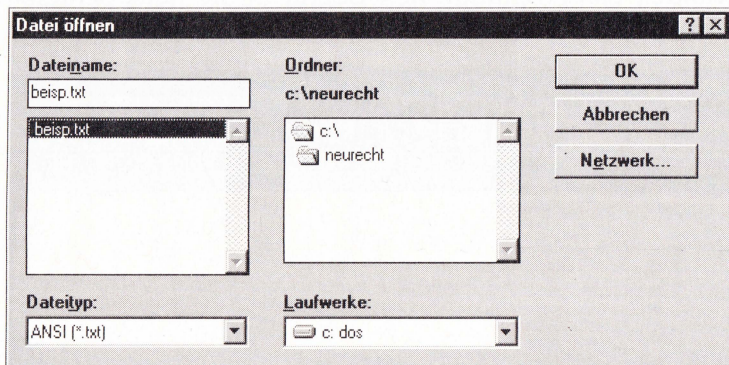 Datei öffnen
? ×
Dateiname:
beisp.txt
beisp.txt
Ordner:
c:\neurecht
c:\
neurecht
OK
Abbrechen
Netzwerk...
Dateityp:
ANSI (*.txt)
Laufwerke:
c: dos